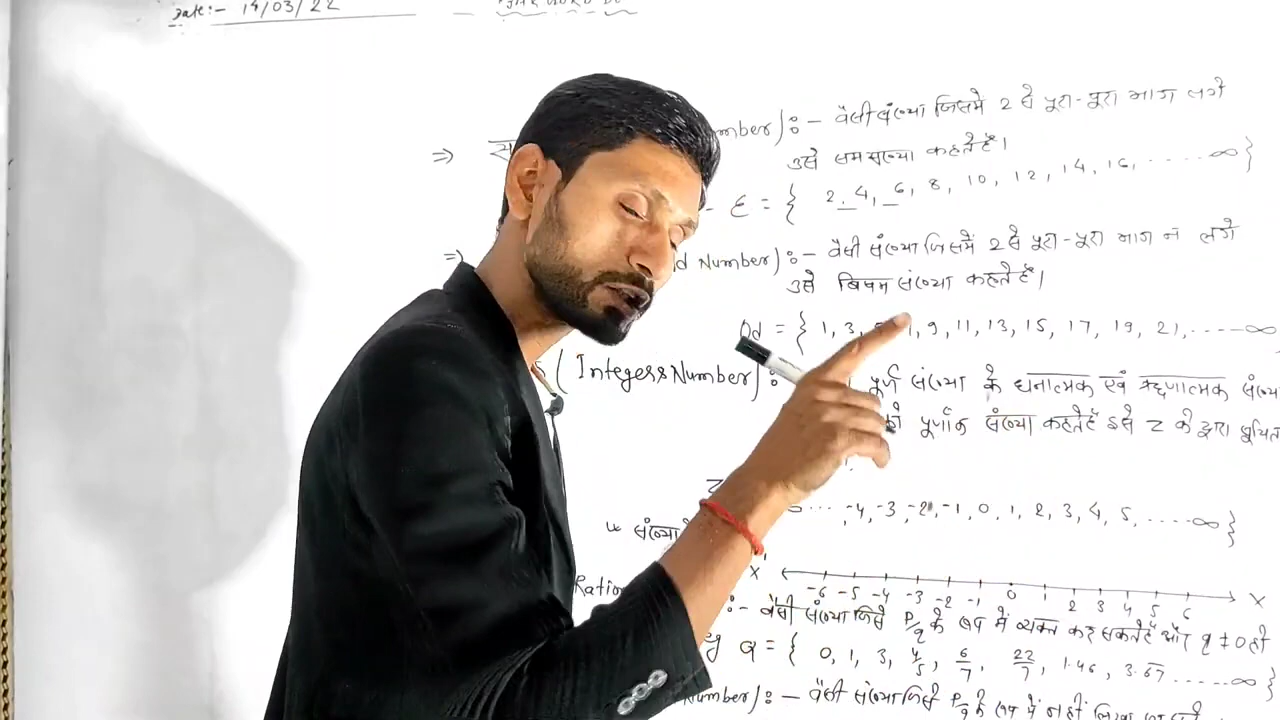 Date:- 14/03/22
⇒ umber):- वैसी संख्या जिसमें 2 से पूरा-पूरा भाग लगे
उसे सम संख्या कहते हैं।
- E = { 2, 4, 6, 8, 10, 12, 14, 16, ..... ∞ }
⇒ d Number):- वैसी संख्या जिसमें 2 से पूरा-पूरा भाग न लगे
उसे बिषम संख्या कहते हैं।
Od = { 1, 3, 9, 11, 13, 15, 17, 19, 21, ..... ∞
( Integers Number):- पूर्ण संख्या के धनात्मक एवं ऋणात्मक संख्या
को पूर्णांक संख्या कहते हैं इसे Z के द्वारा सूचित
Z ∞ ... -4, -3, -2, -1, 0, 1, 2, 3, 4, 5, ..... ∞ }
संख्या
X' -6 -5 -4 -3 -2 -1 0 1 2 3 4 5 6 X
Ratio :- वैसी संख्या जिसे P/q के रूप में व्यक्त कर सकते हैं और q ≠ 0 हो
Q = { 0, 1, 3, 4/5, 6/7, 22/7, 1.46, 3.67 ..... ∞ }
Number):- वैसी संख्या जिसे P/q के रूप में नहीं